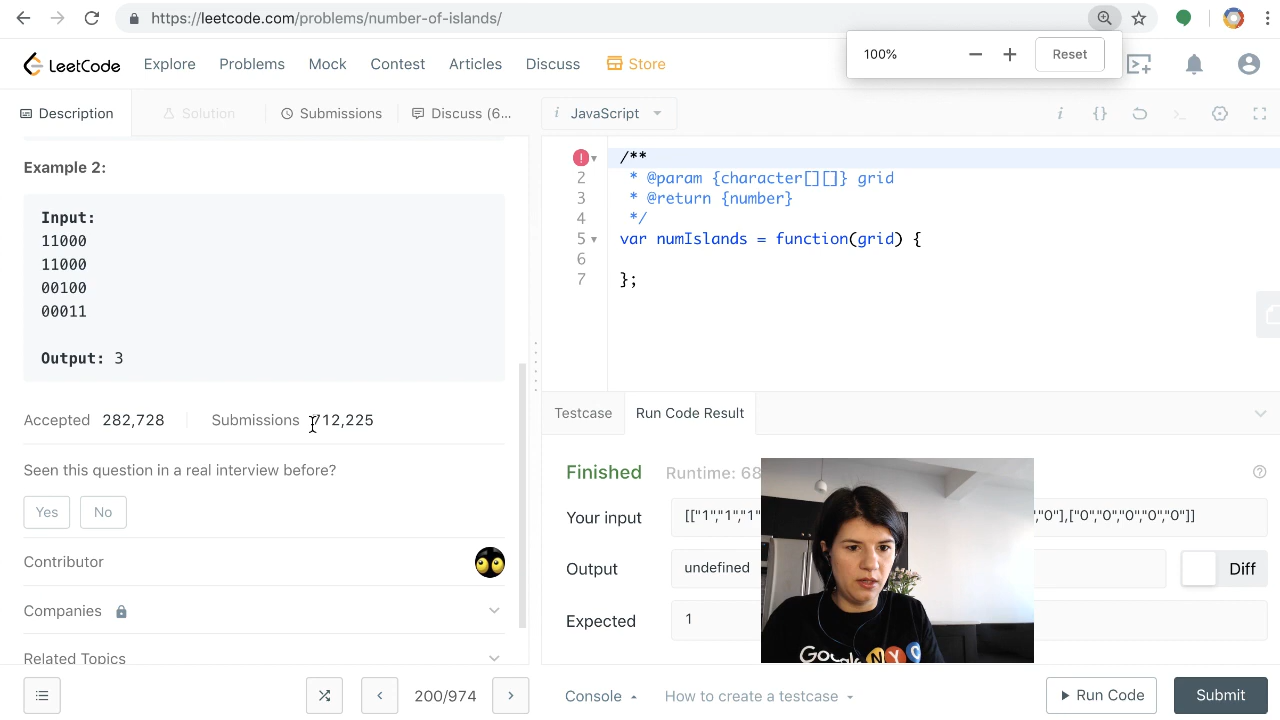 https://leetcode.com/problems/number-of-islands/
100%
Reset
LeetCode
Explore
Problems
Mock
Contest
Articles
Discuss
Store
Description
Solution
Submissions
Discuss (6...
i JavaScript
i
{}
>_
Example 2:
Input:
11000
11000
00100
00011
Output: 3
Accepted 282,728
Submissions 712,225
Seen this question in a real interview before?
Yes
No
Contributor
Companies
Related Topics
200/974
/**
2 * @param {character[][]} grid
3 * @return {number}
4 */
5 var numIslands = function(grid) {
6
7 };
Testcase
Run Code Result
Finished
Runtime: 68
Your input
[["1","1","1"
"0"],["0","0","0","0","0"]]
Output
undefined
Diff
Expected
1
Google NYC
Console
How to create a testcase
Run Code
Submit